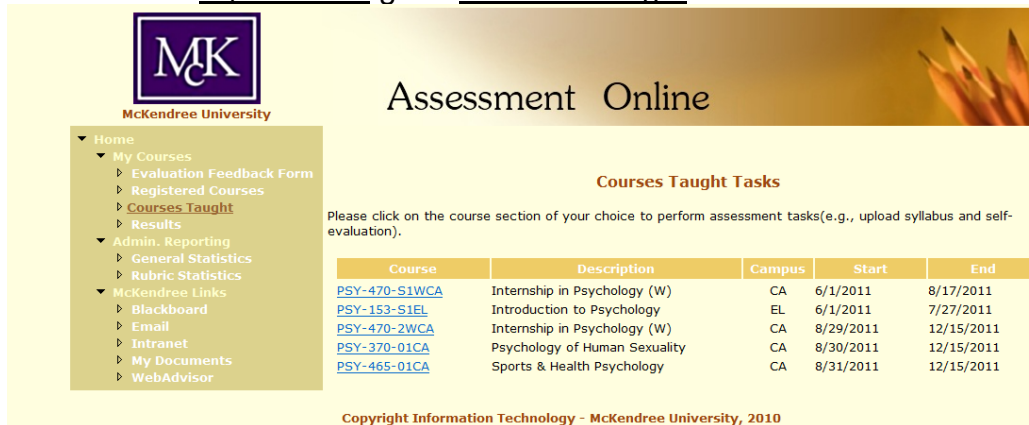 McK
McKendree University
Assessment Online
Home
My Courses
Evaluation Feedback Form
Registered Courses
Courses Taught
Results
Admin. Reporting
General Statistics
Rubric Statistics
McKendree Links
Blackboard
Email
Intranet
My Documents
WebAdvisor
Courses Taught Tasks
Please click on the course section of your choice to perform assessment tasks(e.g., upload syllabus and self-
evaluation).
Course Description Campus Start End
PSY-470-S1WCA Internship in Psychology (W) CA 6/1/2011 8/17/2011
PSY-153-S1EL Introduction to Psychology EL 6/1/2011 7/27/2011
PSY-470-2WCA Internship in Psychology (W) CA 8/29/2011 12/15/2011
PSY-370-01CA Psychology of Human Sexuality CA 8/30/2011 12/15/2011
PSY-465-01CA Sports & Health Psychology CA 8/31/2011 12/15/2011
Copyright Information Technology - McKendree University, 2010